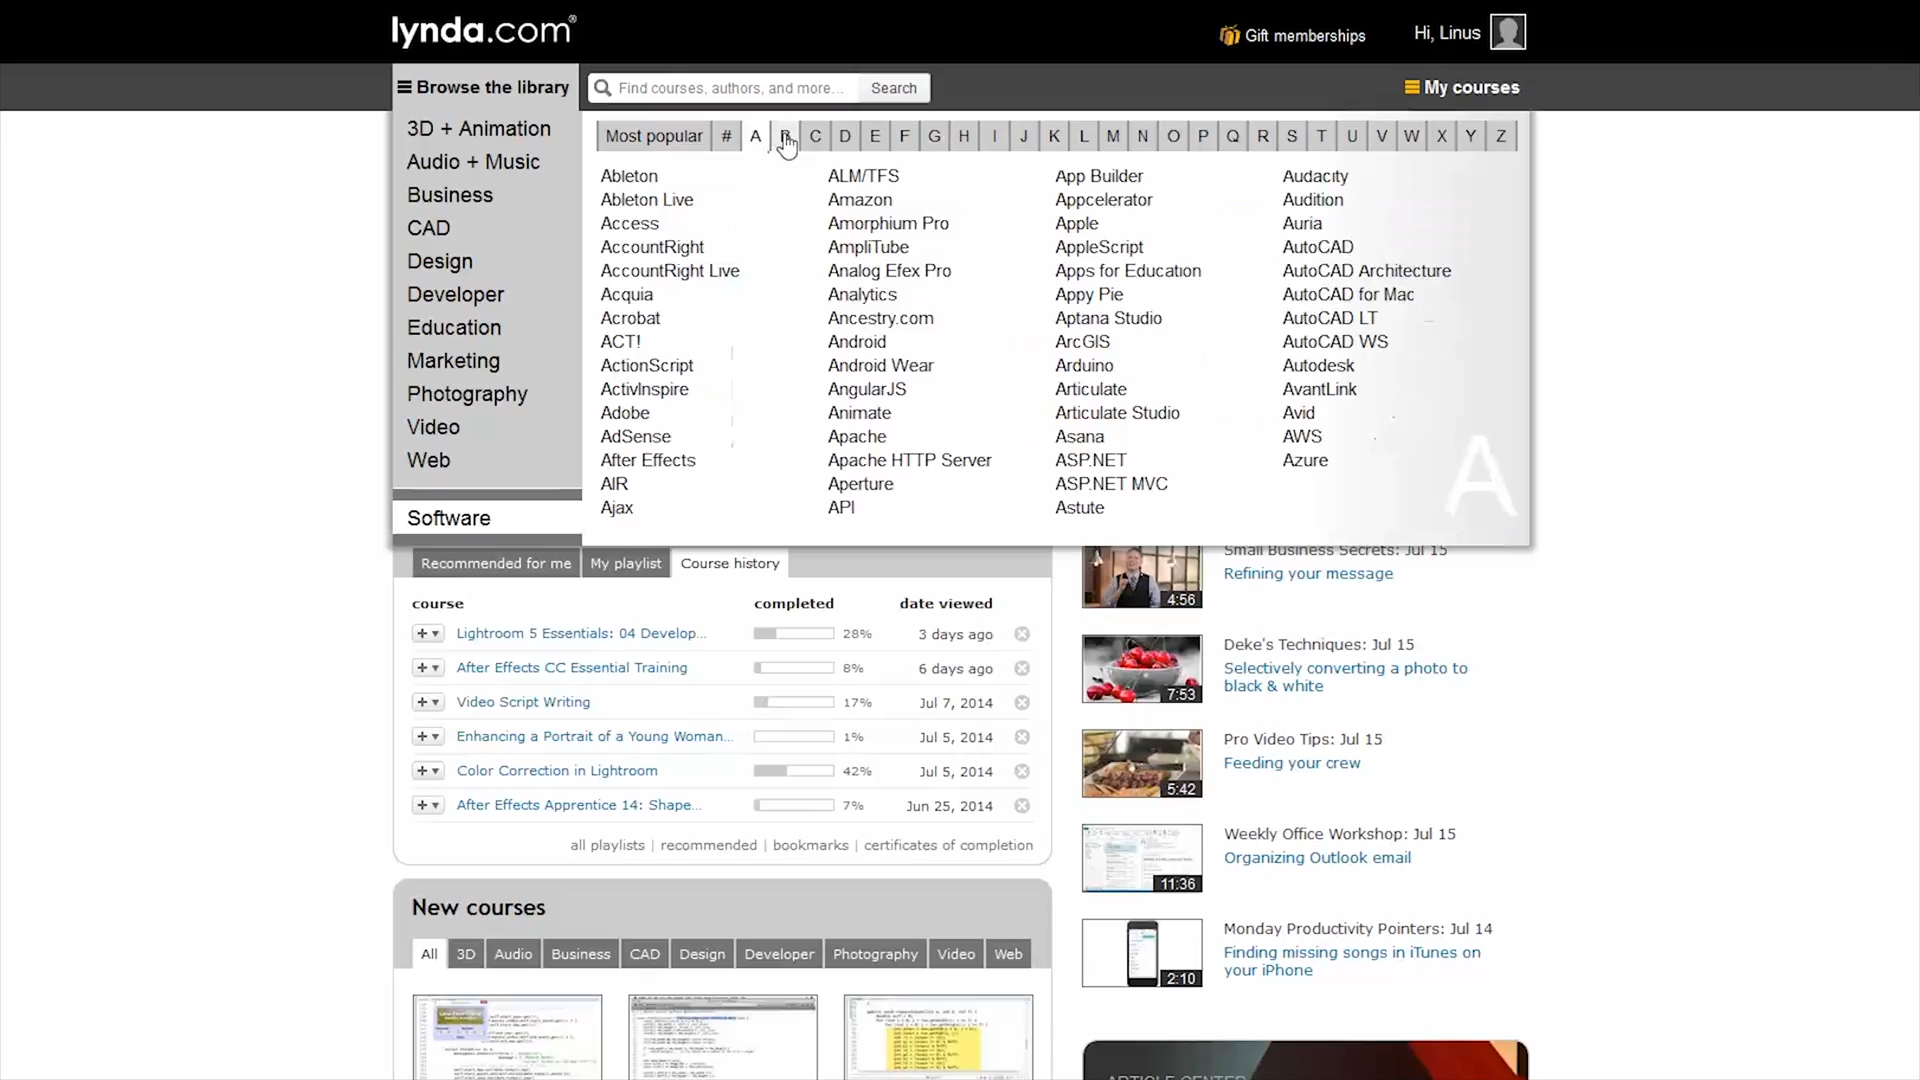 lynda.com®
Gift memberships
Hi, Linus
Browse the library
Find courses, authors, and more...
Search
My courses
3D + Animation
Audio + Music
Business
CAD
Design
Developer
Education
Marketing
Photography
Video
Web
Software
Most popular # A B C D E F G H I J K L M N O P Q R S T U V W X Y Z
Ableton
Ableton Live
Access
AccountRight
AccountRight Live
Acquia
Acrobat
ACT!
ActionScript
ActivInspire
Adobe
AdSense
After Effects
AIR
Ajax
ALM/TFS
Amazon
Amorphium Pro
AmpliTube
Analog Efex Pro
Analytics
Ancestry.com
Android
Android Wear
AngularJS
Animate
Apache
Apache HTTP Server
Aperture
API
App Builder
Appcelerator
Apple
AppleScript
Apps for Education
Appy Pie
Aptana Studio
ArcGIS
Arduino
Articulate
Articulate Studio
Asana
ASP.NET
ASP.NET MVC
Astute
Audacity
Audition
Auria
AutoCAD
AutoCAD Architecture
AutoCAD for Mac
AutoCAD LT
AutoCAD WS
Autodesk
AvantLink
Avid
AWS
Azure
A
Recommended for me
My playlist
Course history
course completed date viewed
Lightroom 5 Essentials: 04 Develop... 28% 3 days ago
After Effects CC Essential Training 8% 6 days ago
Video Script Writing 17% Jul 7, 2014
Enhancing a Portrait of a Young Woman... 1% Jul 5, 2014
Color Correction in Lightroom 42% Jul 5, 2014
After Effects Apprentice 14: Shape... 7% Jun 25, 2014
all playlists | recommended | bookmarks | certificates of completion
New courses
All 3D Audio Business CAD Design Developer Photography Video Web
Small Business Secrets: Jul 15
Refining your message
4:56
Deke's Techniques: Jul 15
Selectively converting a photo to
black & white
7:53
Pro Video Tips: Jul 15
Feeding your crew
5:42
Weekly Office Workshop: Jul 15
Organizing Outlook email
11:36
Monday Productivity Pointers: Jul 14
Finding missing songs in iTunes on
your iPhone
2:10
ARTICLE CENTER